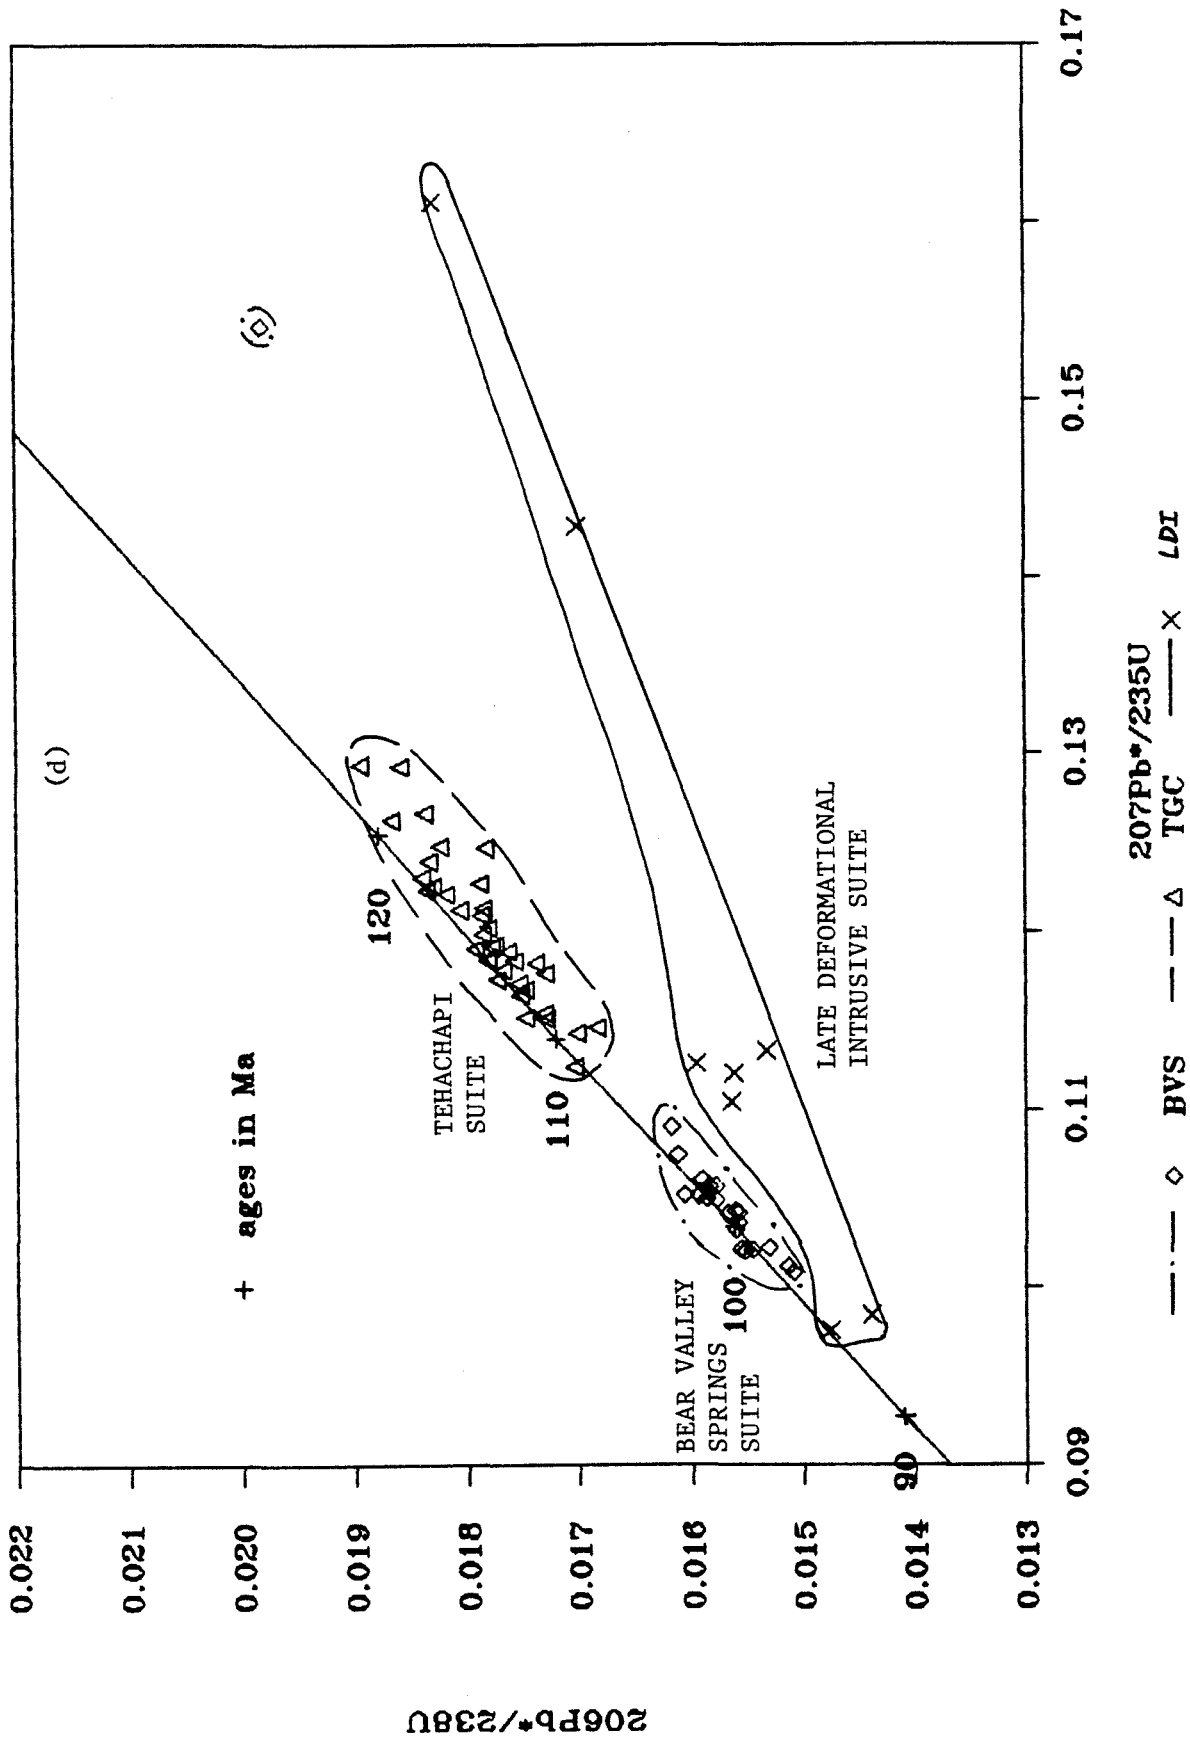 (d)
206Pb*/238U
0.022
0.021
0.020
0.019
0.018
0.017
0.016
0.015
0.014
0.013
+ ages in Ma
120
110
100
90
TEHACHAPI
SUITE
BEAR VALLEY
SPRINGS
SUITE
LATE DEFORMATIONAL
INTRUSIVE SUITE
0.09
0.11
0.13
0.15
0.17
207Pb*/235U
BVS
TGC
LDI